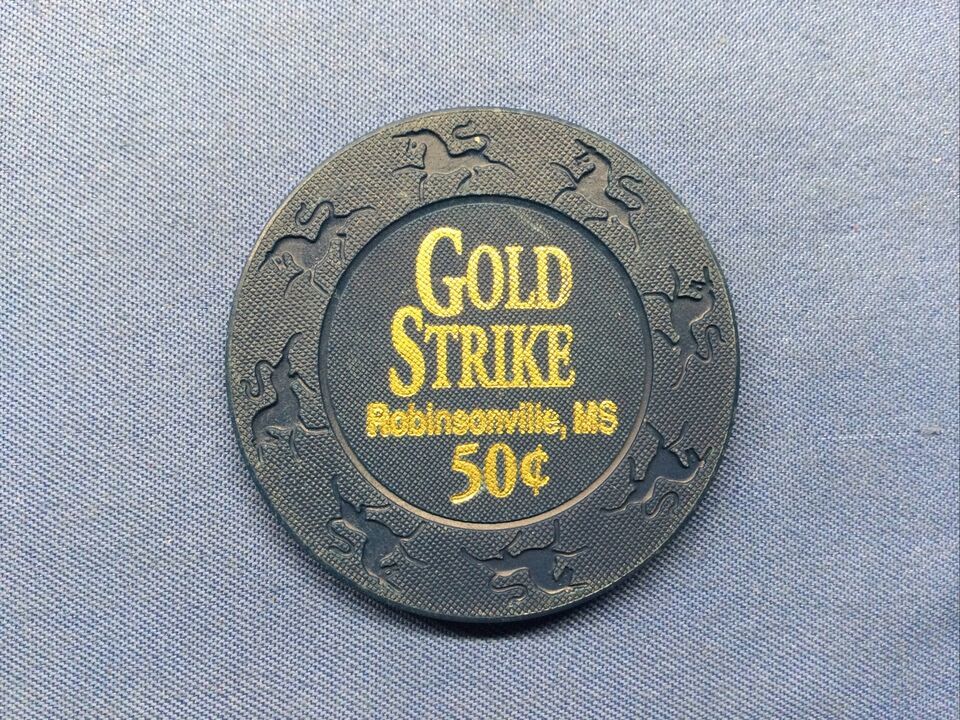 GOLD
STRIKE
Robinsonville, MS
50¢